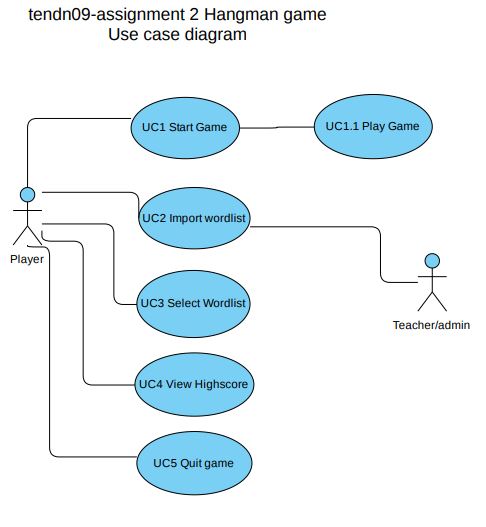 tendn09-assignment 2 Hangman game
Use case diagram
UC1 Start Game
UC1.1 Play Game
UC2 Import wordlist
Player
UC3 Select Wordlist
Teacher/admin
UC4 View Highscore
UC5 Quit game